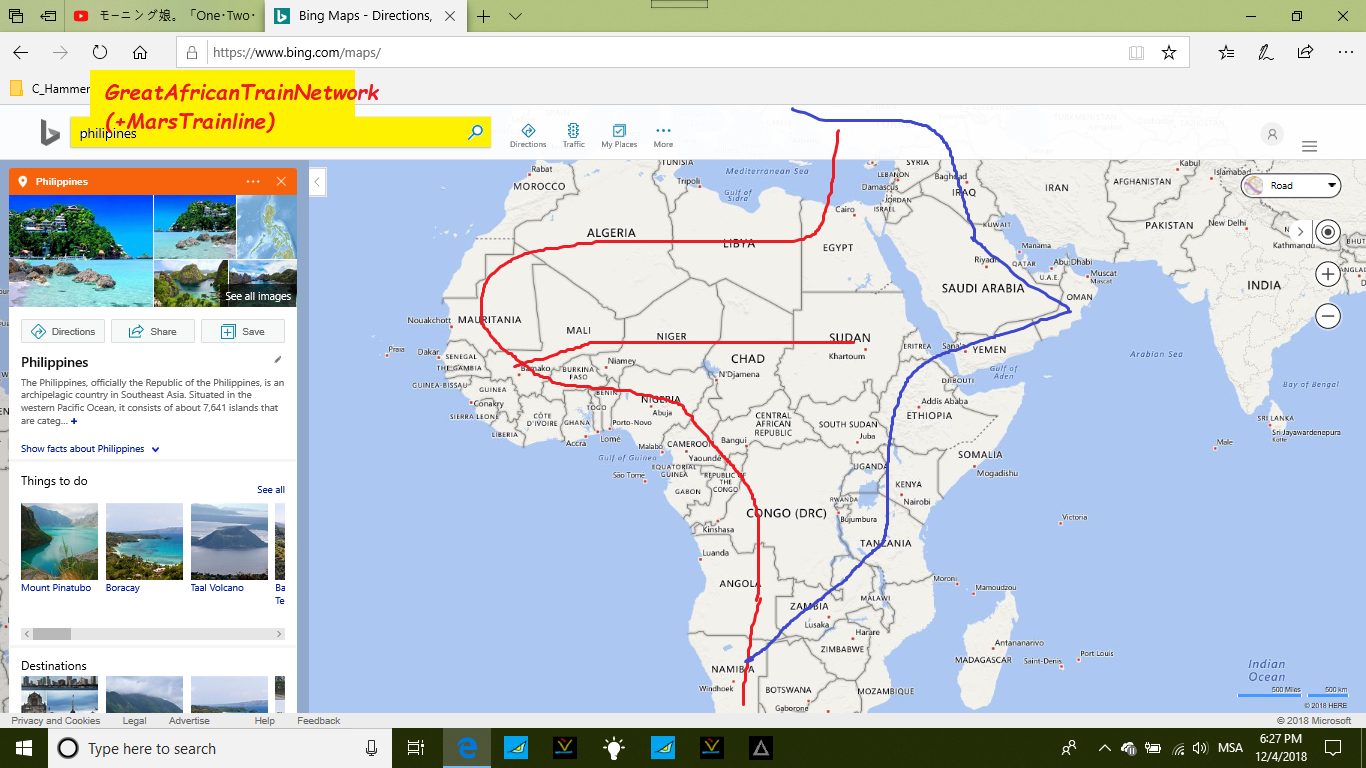 モーニング娘。「One･Two･
Bing Maps - Directions,
https://www.bing.com/maps/
C_Hammer
GreatAfricanTrainNetwork
(+MarsTrainline)
philipines
Directions
Traffic
My Places
More
Philippines
See all images
Directions
Share
Save
Philippines
The Philippines, officially the Republic of the Philippines, is an
archipelagic country in Southeast Asia. Situated in the
western Pacific Ocean, it consists of about 7,641 islands that
are categ... +
Show facts about Philippines
Things to do
See all
Mount Pinatubo
Boracay
Taal Volcano
Ba
Te
Destinations
Road
Rabat
MOROCCO
TUNISIA
Tripoli
Mediterranean Sea
Gulf of
Sidra
ALGERIA
LIBYA
Cairo
EGYPT
SYRIA
LEBANON
Damascus
ISRAEL
JORDAN
Baghdad
IRAQ
IRAN
KUWAIT
Manama
QATAR
Riyadh
Abu Dhabi
U.A.E.
Muscat
OMAN
SAUDI ARABIA
AFGHANISTAN
Kabul
Islamabad
PAKISTAN
New Delhi
Kathmandu
BHUT
INDIA
Nouakchott
MAURITANIA
MALI
NIGER
CHAD
SUDAN
Khartoum
ERITREA
Sana'a
YEMEN
Gulf of
Aden
DJIBOUTI
Arabian Sea
Bay of Bengal
Praia
Dakar
SENEGAL
THE GAMBIA
GUINEA-BISSAU
GUINEA
Conakry
SIERRA LEONE
LIBERIA
Bamako
BURKINA
FASO
Niamey
CÔTE
D'IVOIRE
GHANA
TOGO
BENIN
Accra
Lomé
Porto-Novo
NIGERIA
Abuja
N'Djamena
CENTRAL
AFRICAN
REPUBLIC
SOUTH SUDAN
Juba
Addis Ababa
ETHIOPIA
SOMALIA
Mogadishu
SRI LANKA
Sri Jayawardenepura
Kotte
Male
Malabo
CAMEROON
Yaounde
Bangui
Gulf of Guinea
EQUATORIAL
GUINEA
São Tome
REPUBLIC OF
THE
CONGO
GABON
UGANDA
KENYA
Nairobi
RWANDA
Bujumbura
CONGO (DRC)
Kinshasa
Luanda
TANZANIA
Victoria
ANGOLA
ZAMBIA
Lusaka
MALAWI
Moroni
Mamoudzou
Harare
ZIMBABWE
Antananarivo
MADAGASCAR
Saint-Denis
Port Louis
NAMIBIA
Windhoek
BOTSWANA
Gaborone
MOZAMBIQUE
Indian
Ocean
500 Miles
500 km
© 2018 HERE
Privacy and Cookies
Legal
Advertise
Help
Feedback
© 2018 Microsoft
Type here to search
MSA
6:27 PM
12/4/2018